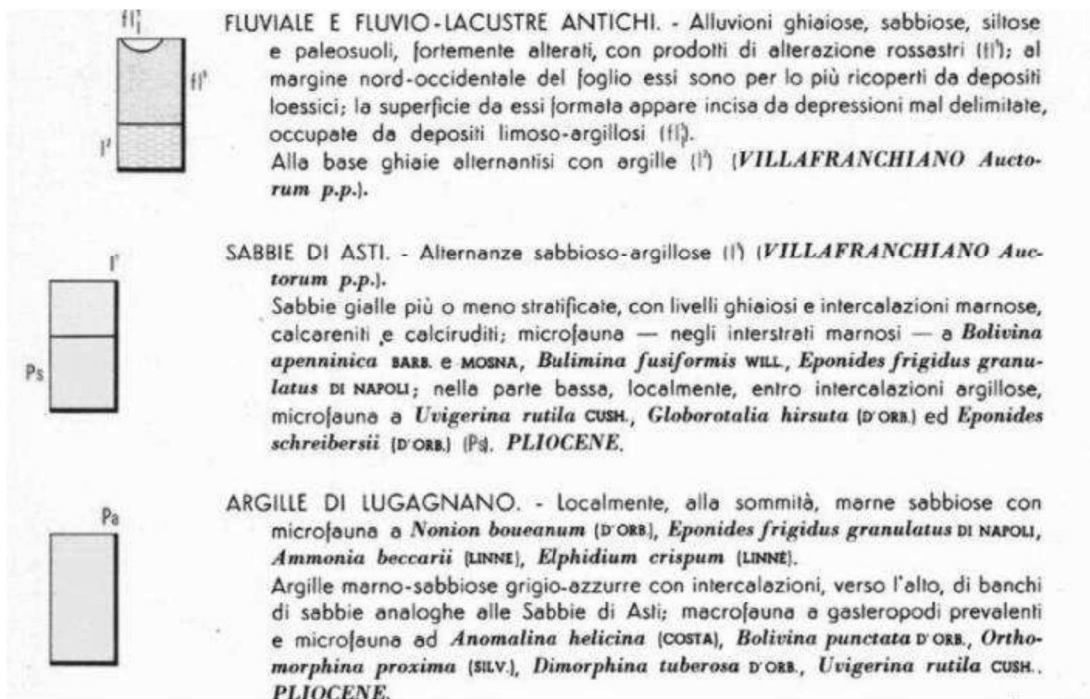 fl¹₁
fl¹
l²
FLUVIALE E FLUVIO-LACUSTRE ANTICHI. - Alluvioni ghiaiose, sabbiose, siltose
e paleosuoli, fortemente alterati, con prodotti di alterazione rossastri (fl¹); al
margine nord-occidentale del foglio essi sono per lo più ricoperti da depositi
loessici; la superficie da essi formata appare incisa da depressioni mal delimitate,
occupate da depositi limoso-argillosi (fl¹₁).
Alla base ghiaie alternantisi con argille (l²) (VILLAFRANCHIANO Aucto-
rum p.p.).
l¹
Ps
SABBIE DI ASTI. - Alternanze sabbioso-argillose (l¹) (VILLAFRANCHIANO Auc-
torum p.p.).
Sabbie gialle più o meno stratificate, con livelli ghiaiosi e intercalazioni marnose,
calcareniti e calciruditi; microfauna — negli interstrati marnosi — a Bolivina
apenninica BARB. e MOSNA, Bulimina fusiformis WILL., Eponides frigidus granu-
latus DI NAPOLI; nella parte bassa, localmente, entro intercalazioni argillose,
microfauna a Uvigerina rutila CUSH., Globorotalia hirsuta (D'ORB.) ed Eponides
schreibersii (D'ORB.) (Ps). PLIOCENE.
Pa
ARGILLE DI LUGAGNANO. - Localmente, alla sommità, marne sabbiose con
microfauna a Nonion boueanum (D'ORB.), Eponides frigidus granulatus DI NAPOLI,
Ammonia beccarii (LINNE), Elphidium crispum (LINNÈ).
Argille marno-sabbiose grigio-azzurre con intercalazioni, verso l'alto, di banchi
di sabbie analoghe alle Sabbie di Asti; macrofauna a gasteropodi prevalenti
e microfauna ad Anomalina helicina (COSTA), Bolivina punctata D'ORB., Ortho-
morphina proxima (SILV.), Dimorphina tuberosa D'ORB., Uvigerina rutila CUSH..
PLIOCENE.